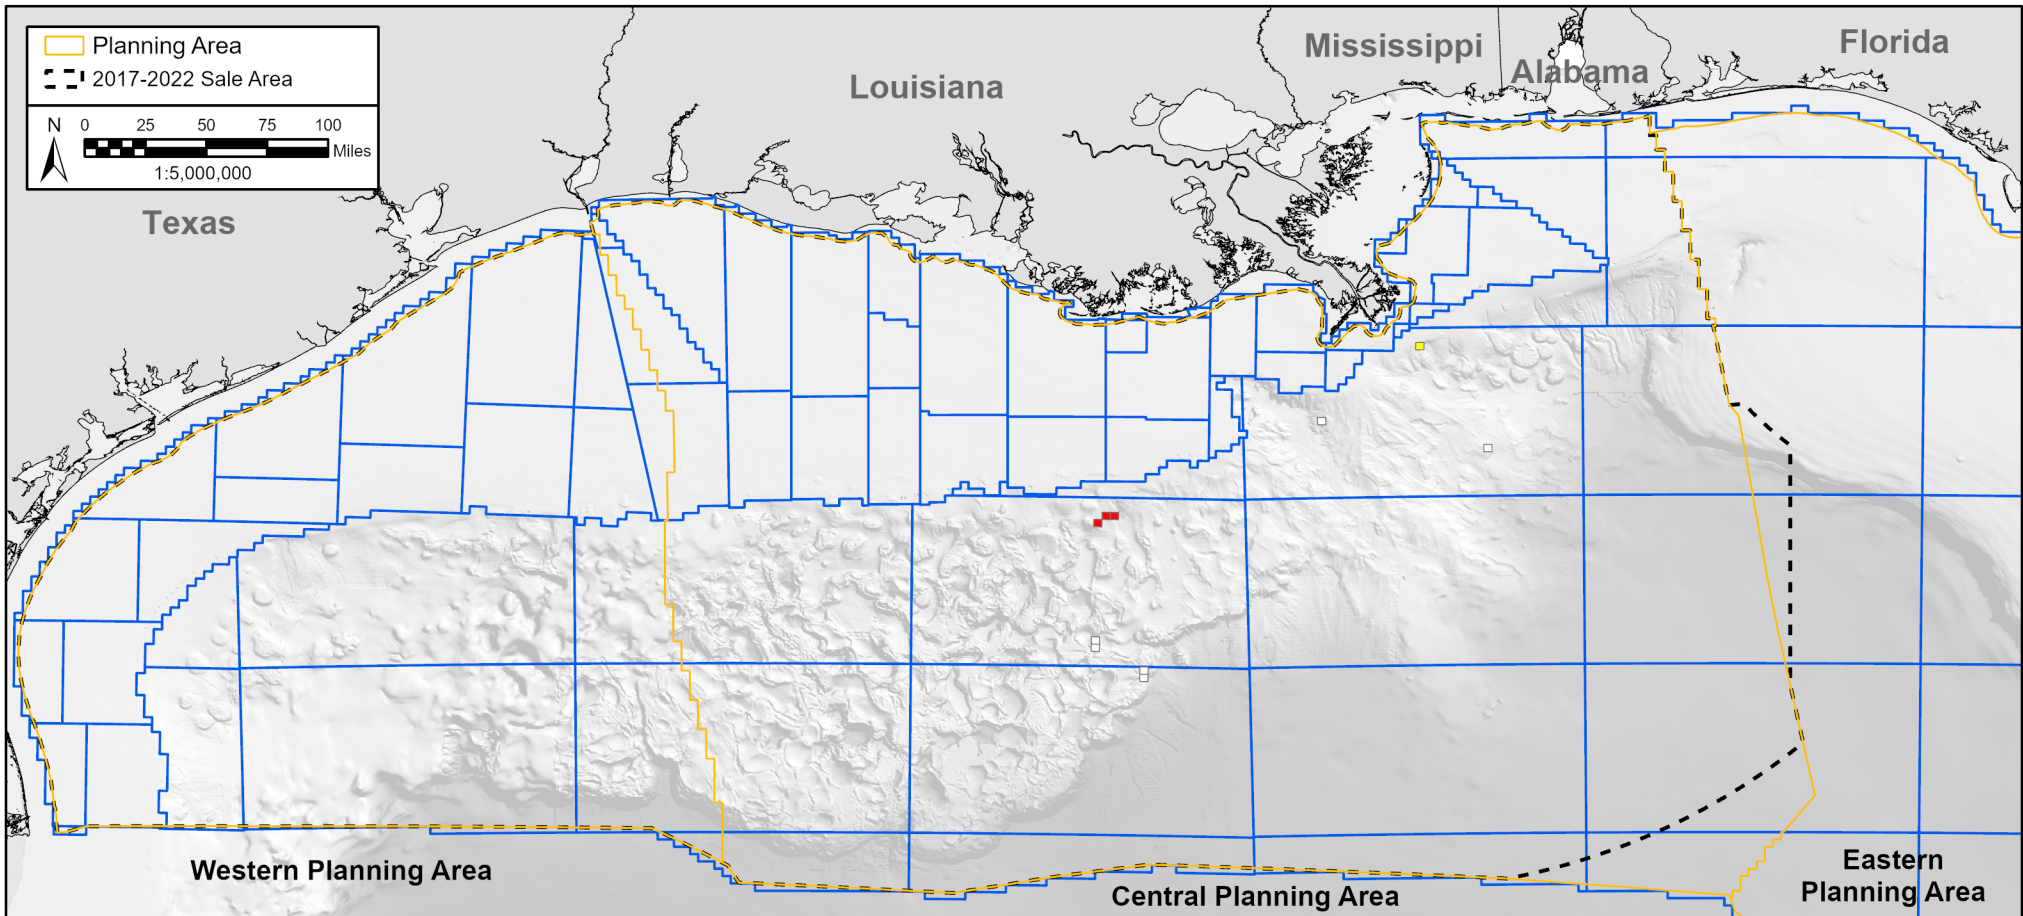 Planning Area
2017-2022 Sale Area
N 0 25 50 75 100
Miles
1:5,000,000
Texas
Louisiana
Mississippi
Alabama
Florida
Western Planning Area
Central Planning Area
Eastern
Planning Area